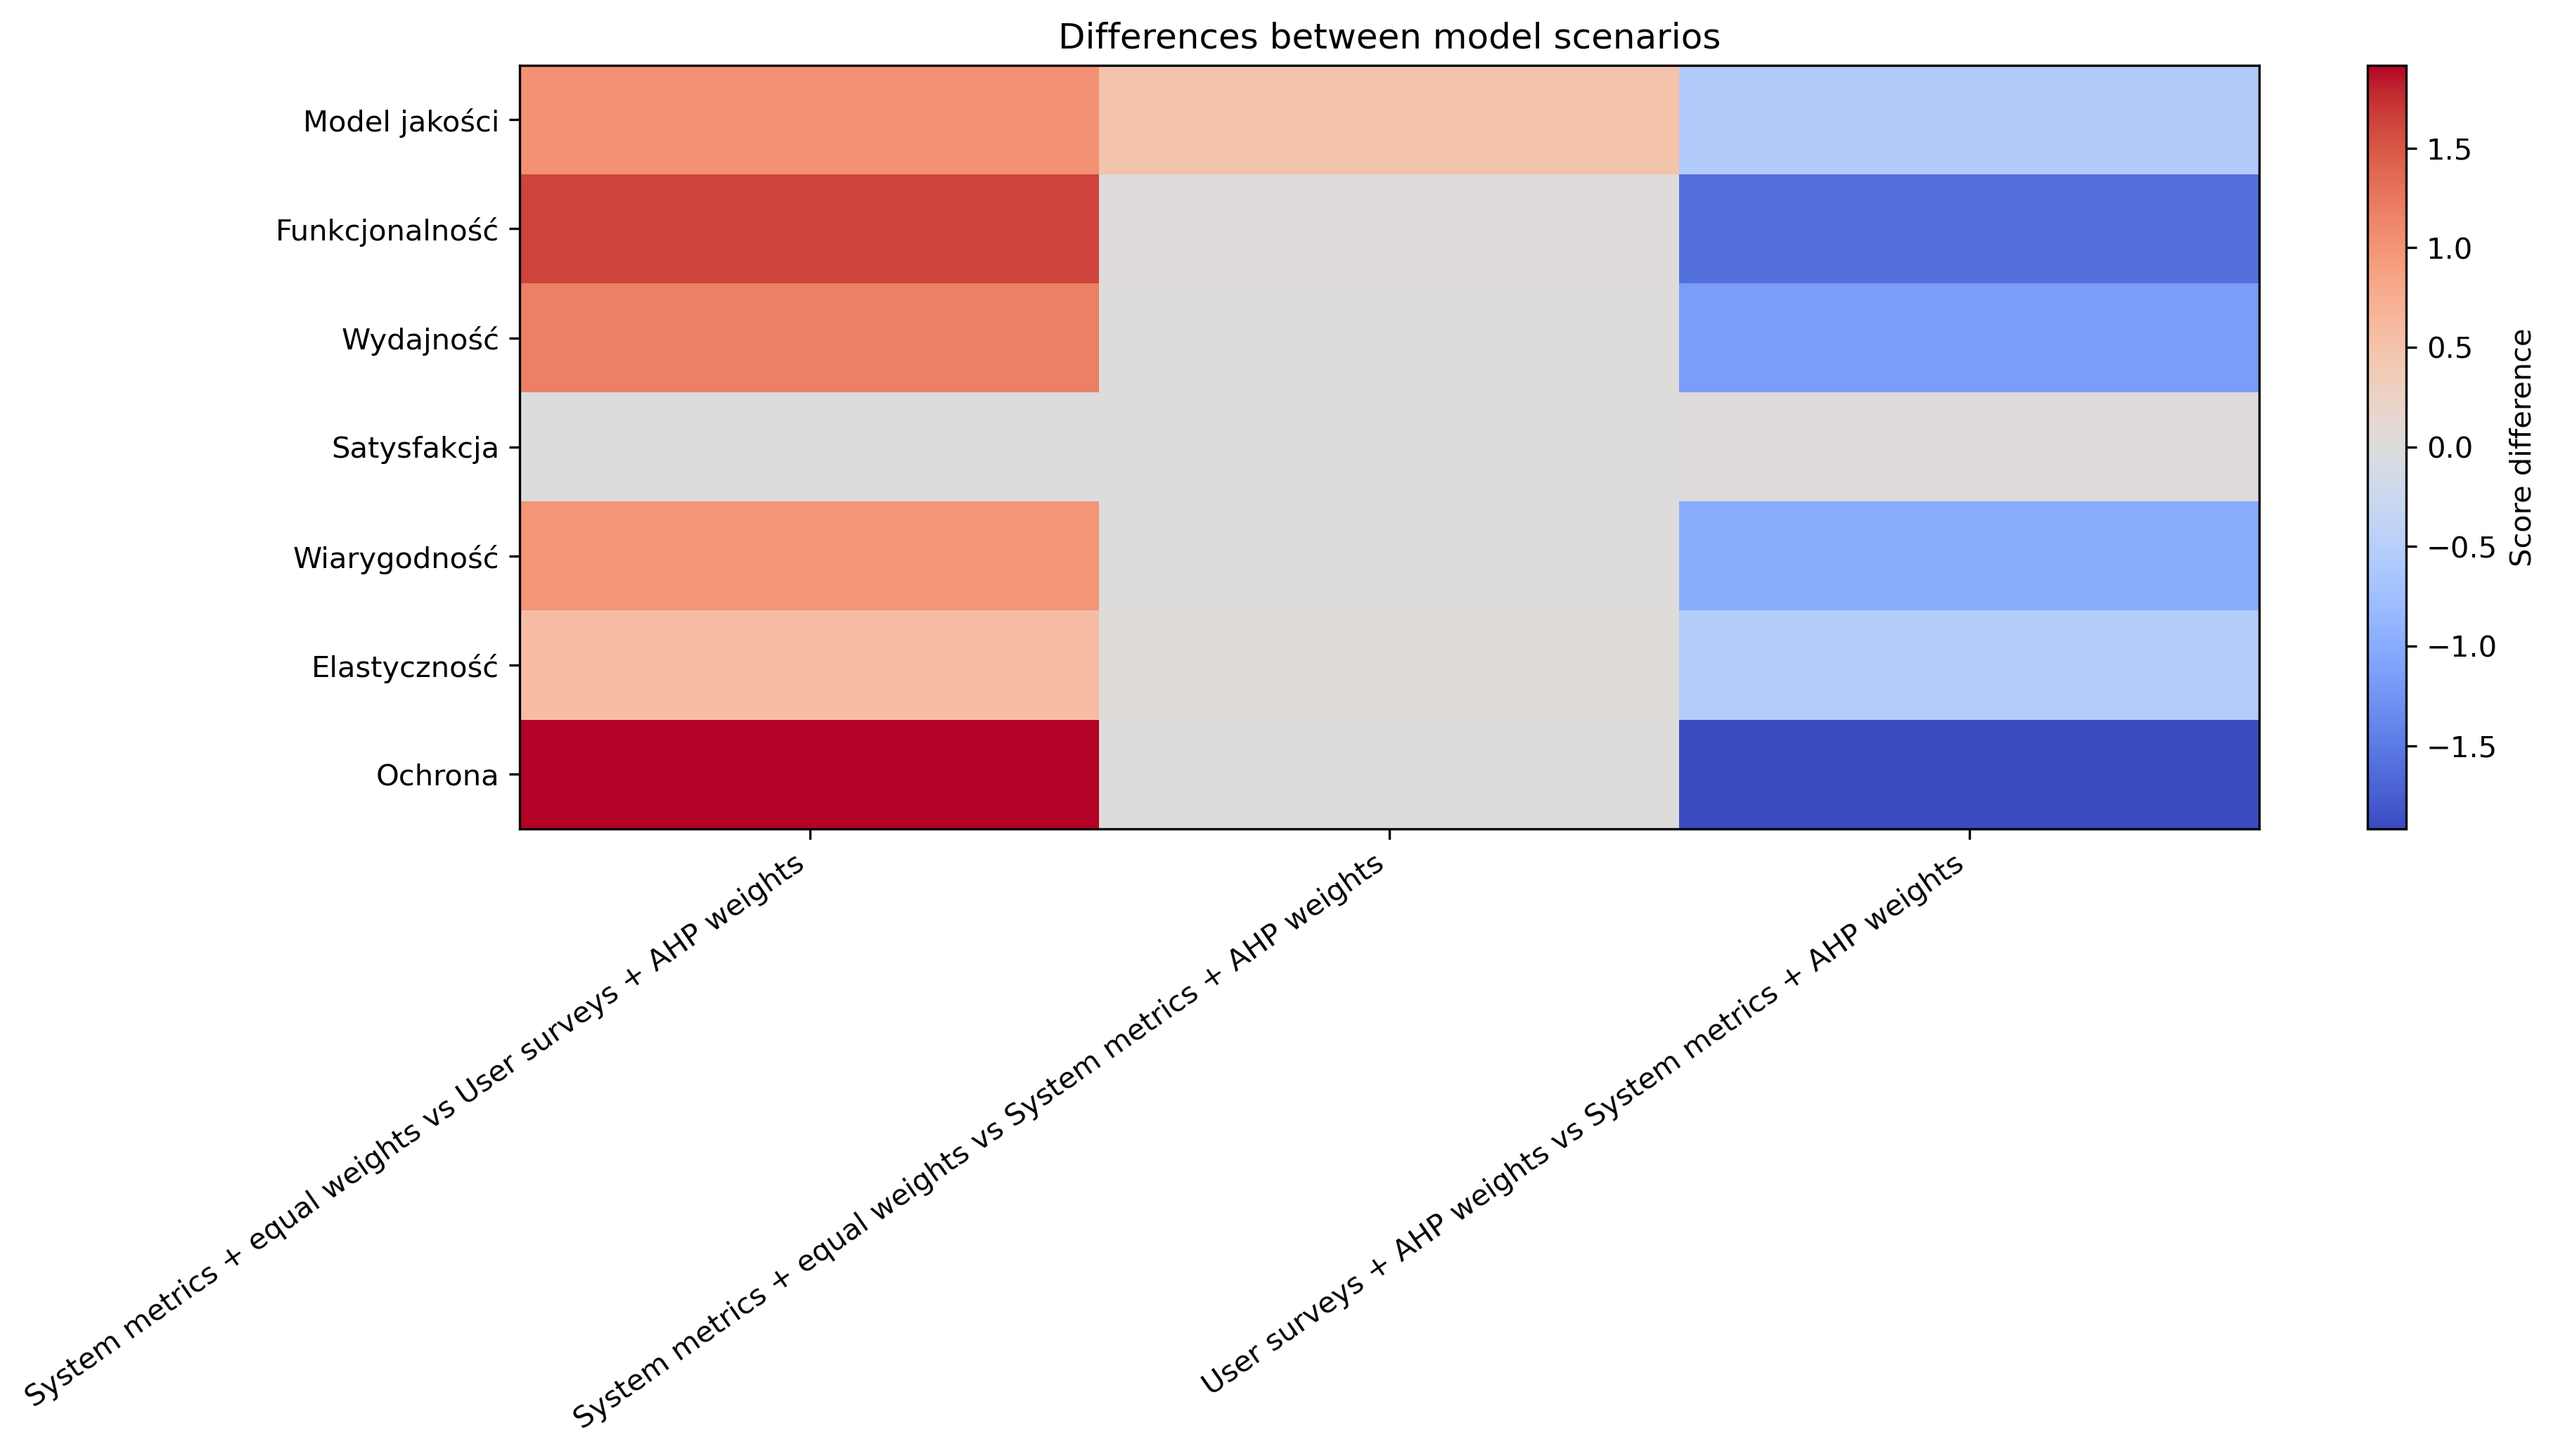 Differences between model scenarios
Model jakości
Funkcjonalność
Wydajność
Satysfakcja
Wiarygodność
Elastyczność
Ochrona
System metrics + equal weights vs User surveys + AHP weights
System metrics + equal weights vs System metrics + AHP weights
User surveys + AHP weights vs System metrics + AHP weights
1.5
1.0
0.5
0.0
−0.5
−1.0
−1.5
Score difference